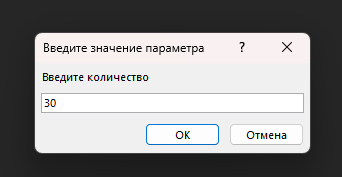 Введите значение параметра ?
Введите количество
30
OK Отмена